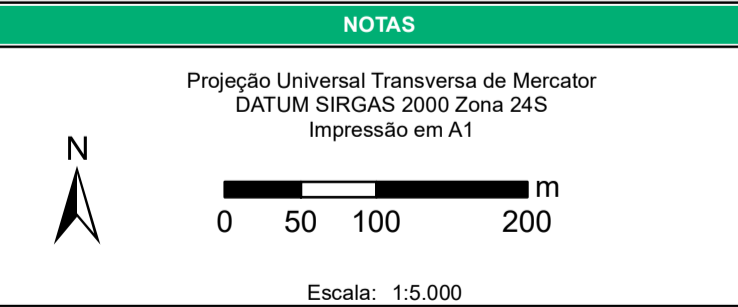 NOTAS
Projeção Universal Transversa de Mercator
DATUM SIRGAS 2000 Zona 24S
Impressão em A1
N
m
0 50 100 200
Escala: 1:5.000